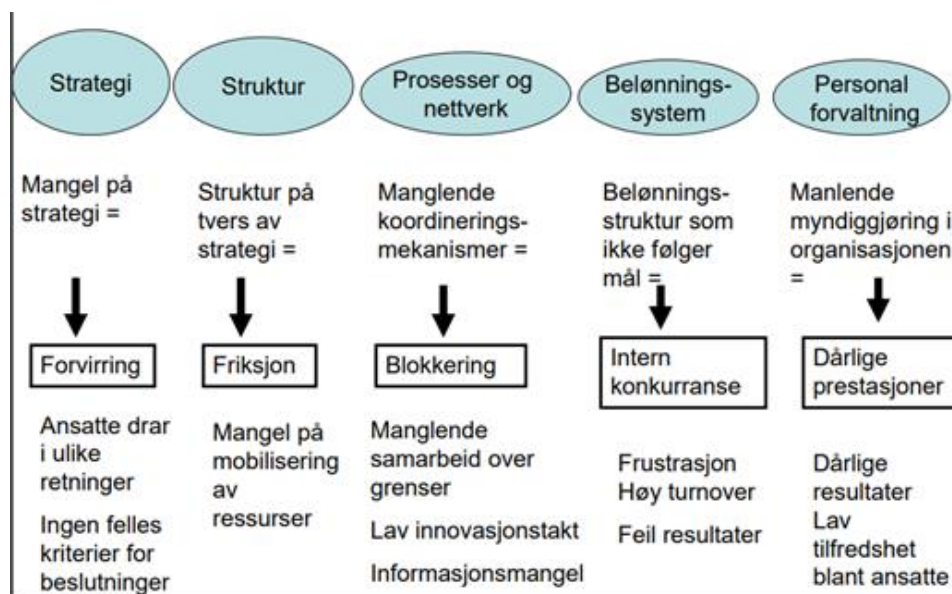 Strategi
Struktur
Prosesser og
nettverk
Belønnings-
system
Personal
forvaltning
Mangel på
strategi =
Struktur på
tvers av
strategi =
Manglende
koordinerings-
mekanismer =
Belønnings-
struktur som
ikke følger
mål =
Manlende
myndiggjøring i
organisasjonen
=
Forvirring
Friksjon
Blokkering
Intern
konkurranse
Dårlige
prestasjoner
Ansatte drar
i ulike
retninger
Ingen felles
kriterier for
beslutninger
Mangel på
mobilisering
av
ressurser
Manglende
samarbeid over
grenser
Lav innovasjonstakt
Informasjonsmangel
Frustrasjon
Høy turnover
Feil resultater
Dårlige
resultater
Lav
tilfredshet
blant ansatte